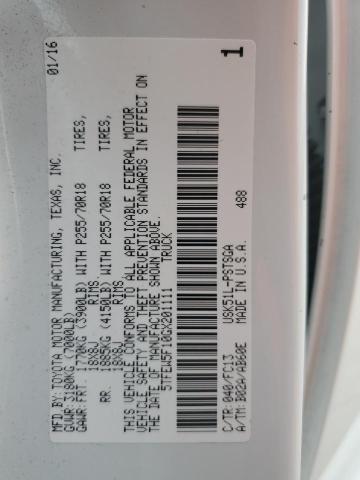 MFD.BY: TOYOTA MOTOR MANUFACTURING, TEXAS, INC. 01/16
GVWR:3190KG (7000LB)
GAWR:FRT. 1770KG (3900LB) WITH P255/70R18 TIRES,
18X8J RIMS
RR. 1885KG (4150LB) WITH P255/70R18 TIRES,
18X8J RIMS
THIS VEHICLE CONFORMS TO ALL APPLICABLE FEDERAL MOTOR
VEHICLE SAFETY AND THEFT PREVENTION STANDARDS IN EFFECT ON
THE DATE OF MANUFACTURE SHOWN ABOVE.
5TFEW5F10GX201111 TRUCK
488 1
C/TR:040/FC13 USK51L-PSTSGA
A/TM:B02A/AB60E MADE IN U.S.A.